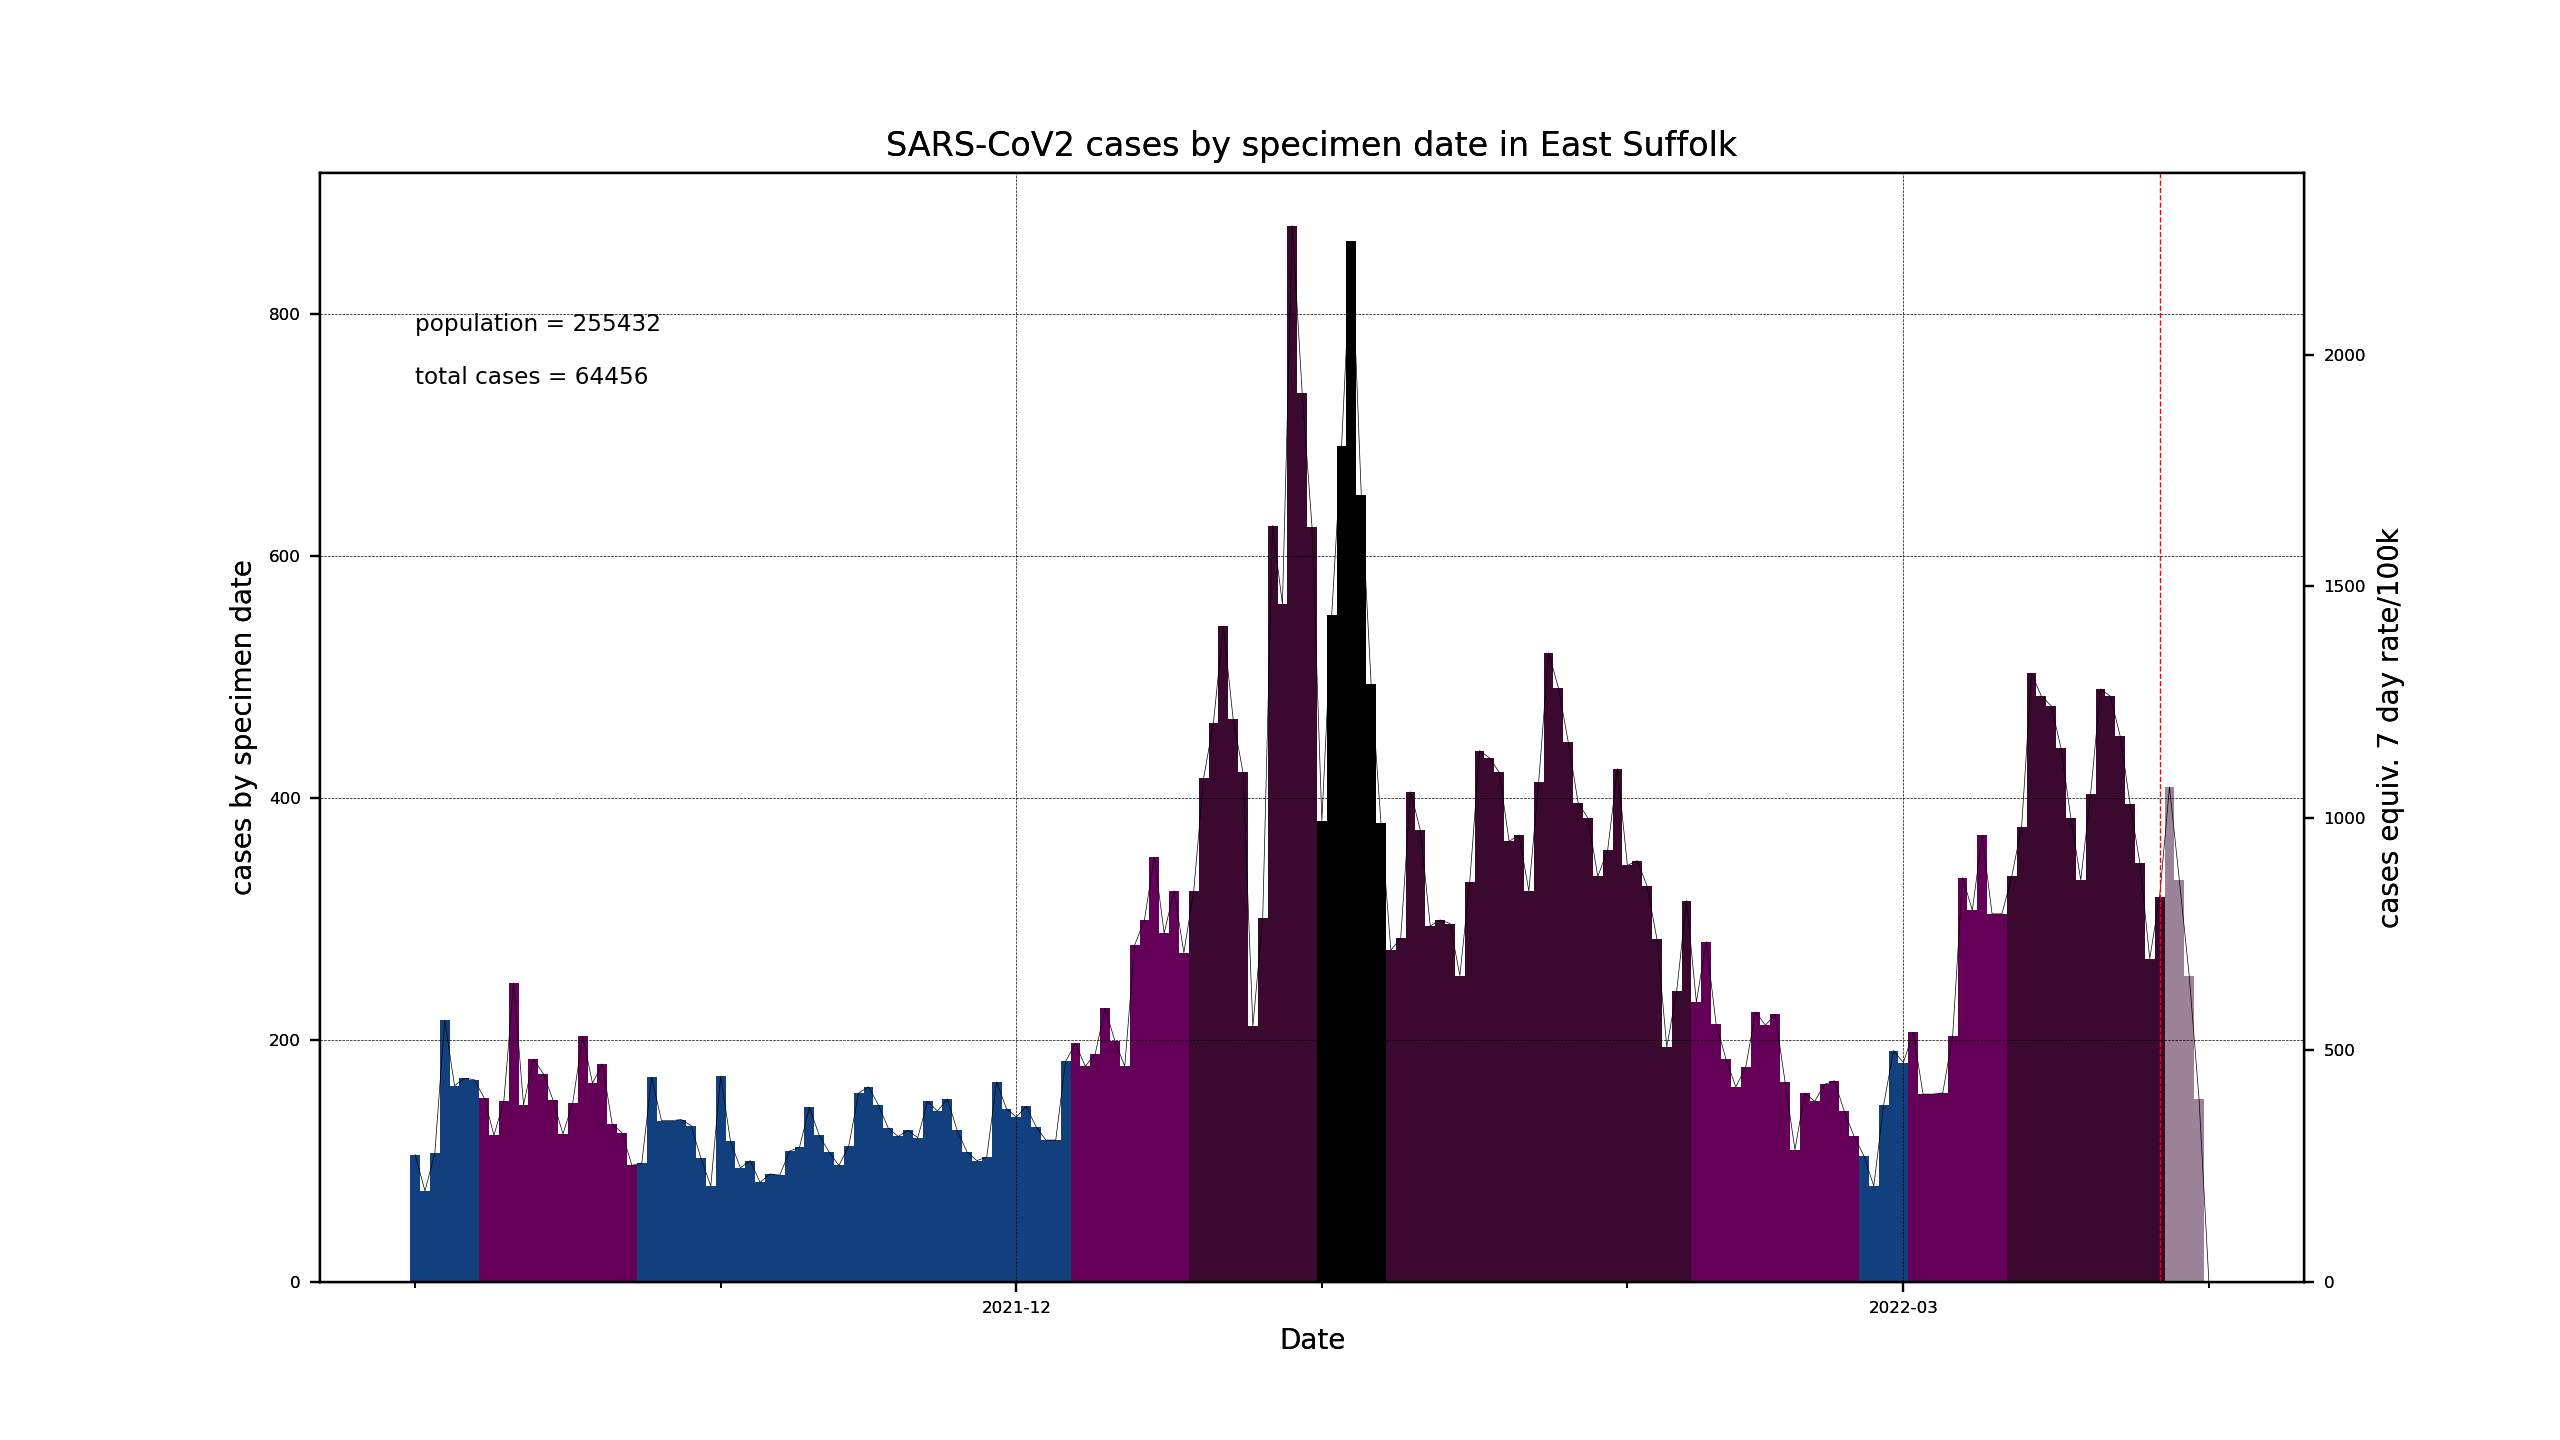 SARS-CoV2 cases by specimen date in East Suffolk
population = 255432
total cases = 64456
cases by specimen date
800
600
400
200
0
2000
1500
1000
500
0
cases equiv. 7 day rate/100k
2021-12
2022-03
Date